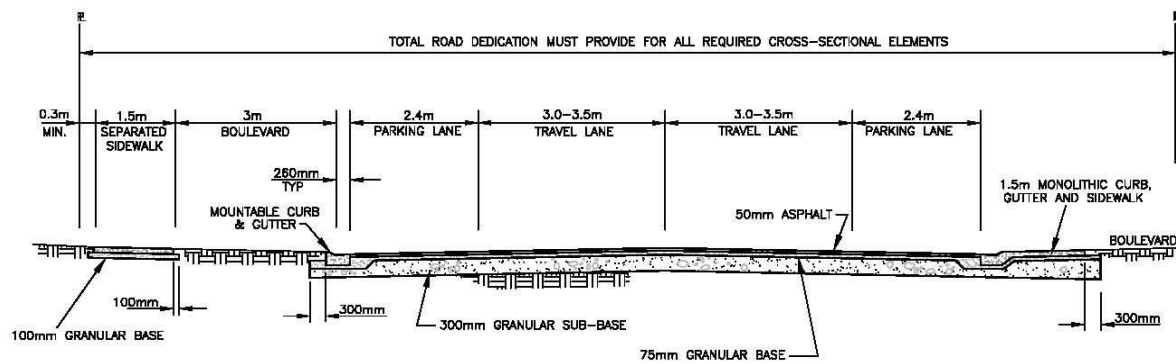 TOTAL ROAD DEDICATION MUST PROVIDE FOR ALL REQUIRED CROSS-SECTIONAL ELEMENTS
0.3m
MIN.
1.5m
SEPARATED
SIDEWALK
3m
BOULEVARD
2.4m
PARKING LANE
3.0-3.5m
TRAVEL LANE
3.0-3.5m
TRAVEL LANE
2.4m
PARKING LANE
260mm
TYP
MOUNTABLE CURB
& GUTTER
50mm ASPHALT
1.5m MONOLITHIC CURB,
GUTTER AND SIDEWALK
BOULEVARD
100mm
100mm GRANULAR BASE
300mm
300mm GRANULAR SUB-BASE
75mm GRANULAR BASE
300mm